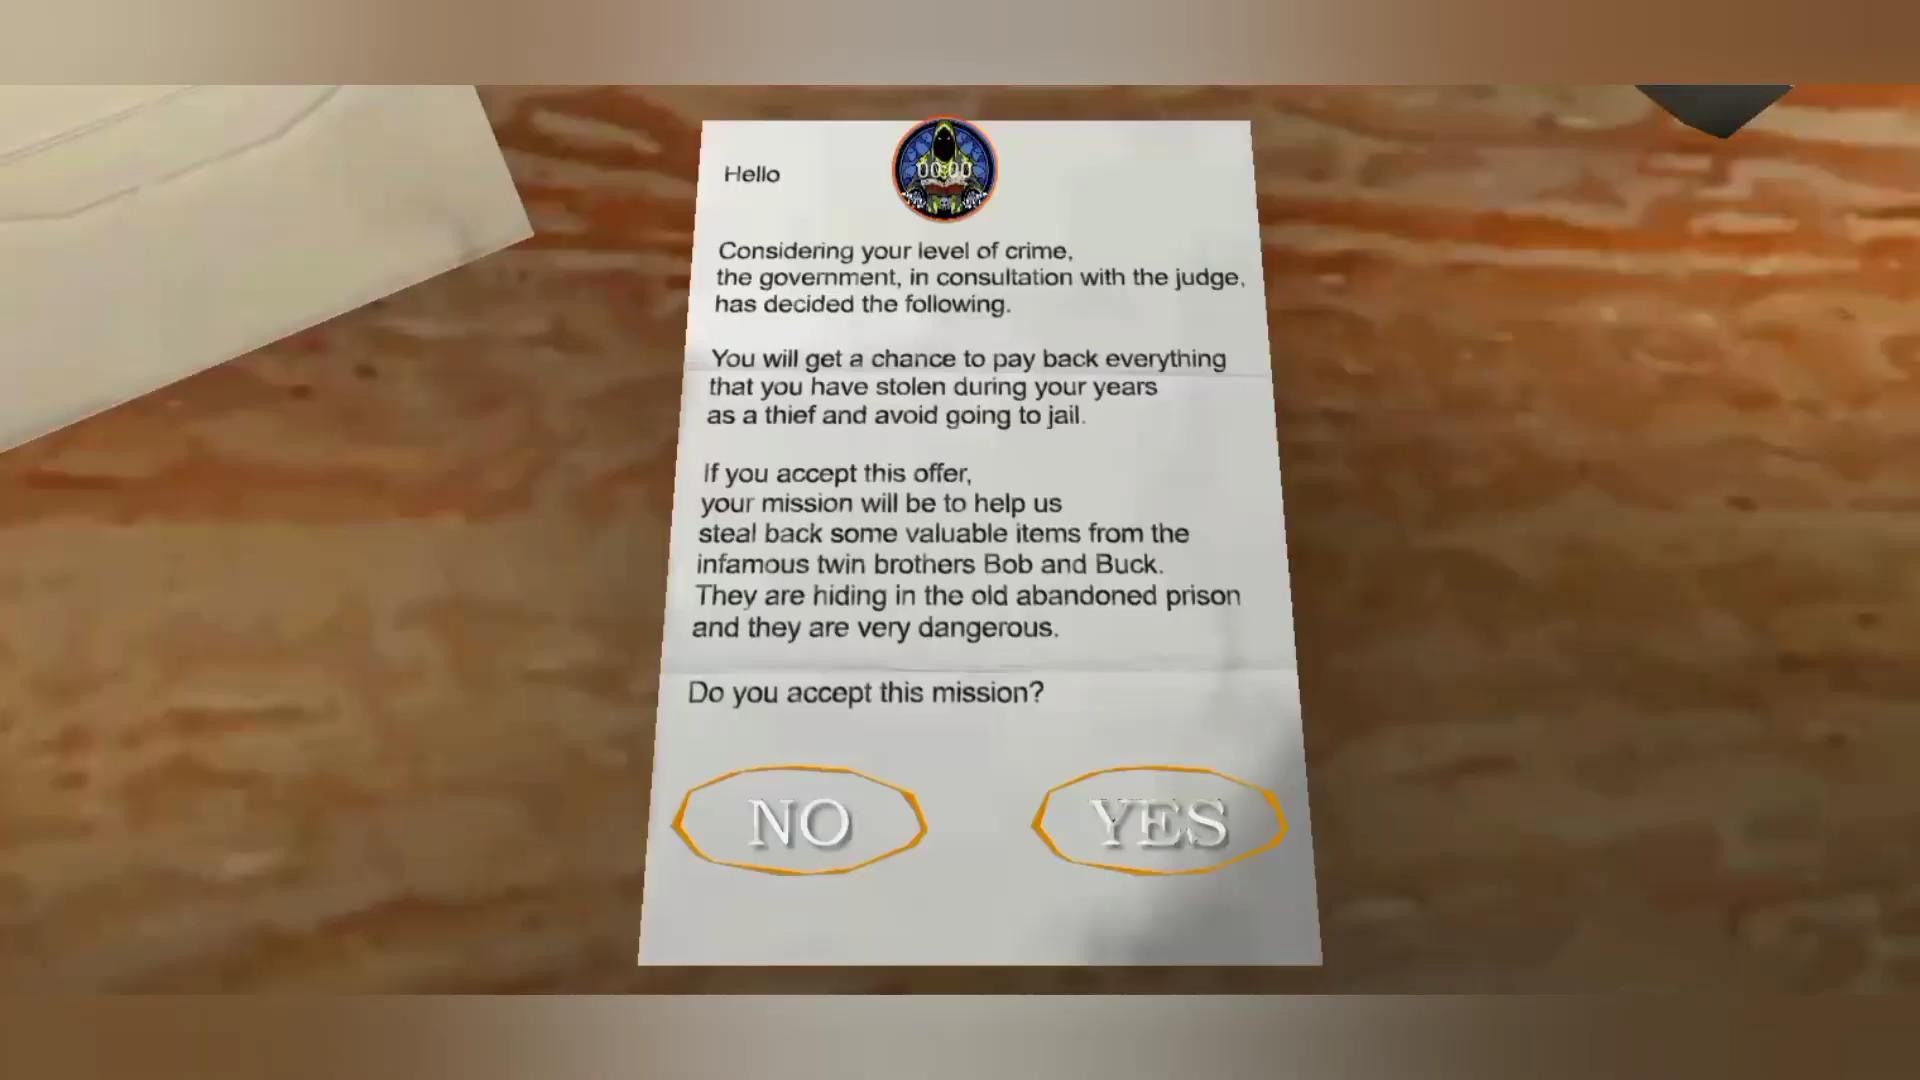 Hello
00:00
Considering your level of crime,
the government, in consultation with the judge,
has decided the following.
You will get a chance to pay back everything
that you have stolen during your years
as a thief and avoid going to jail.
If you accept this offer,
your mission will be to help us
steal back some valuable items from the
infamous twin brothers Bob and Buck.
They are hiding in the old abandoned prison
and they are very dangerous.
Do you accept this mission?
NO
YES